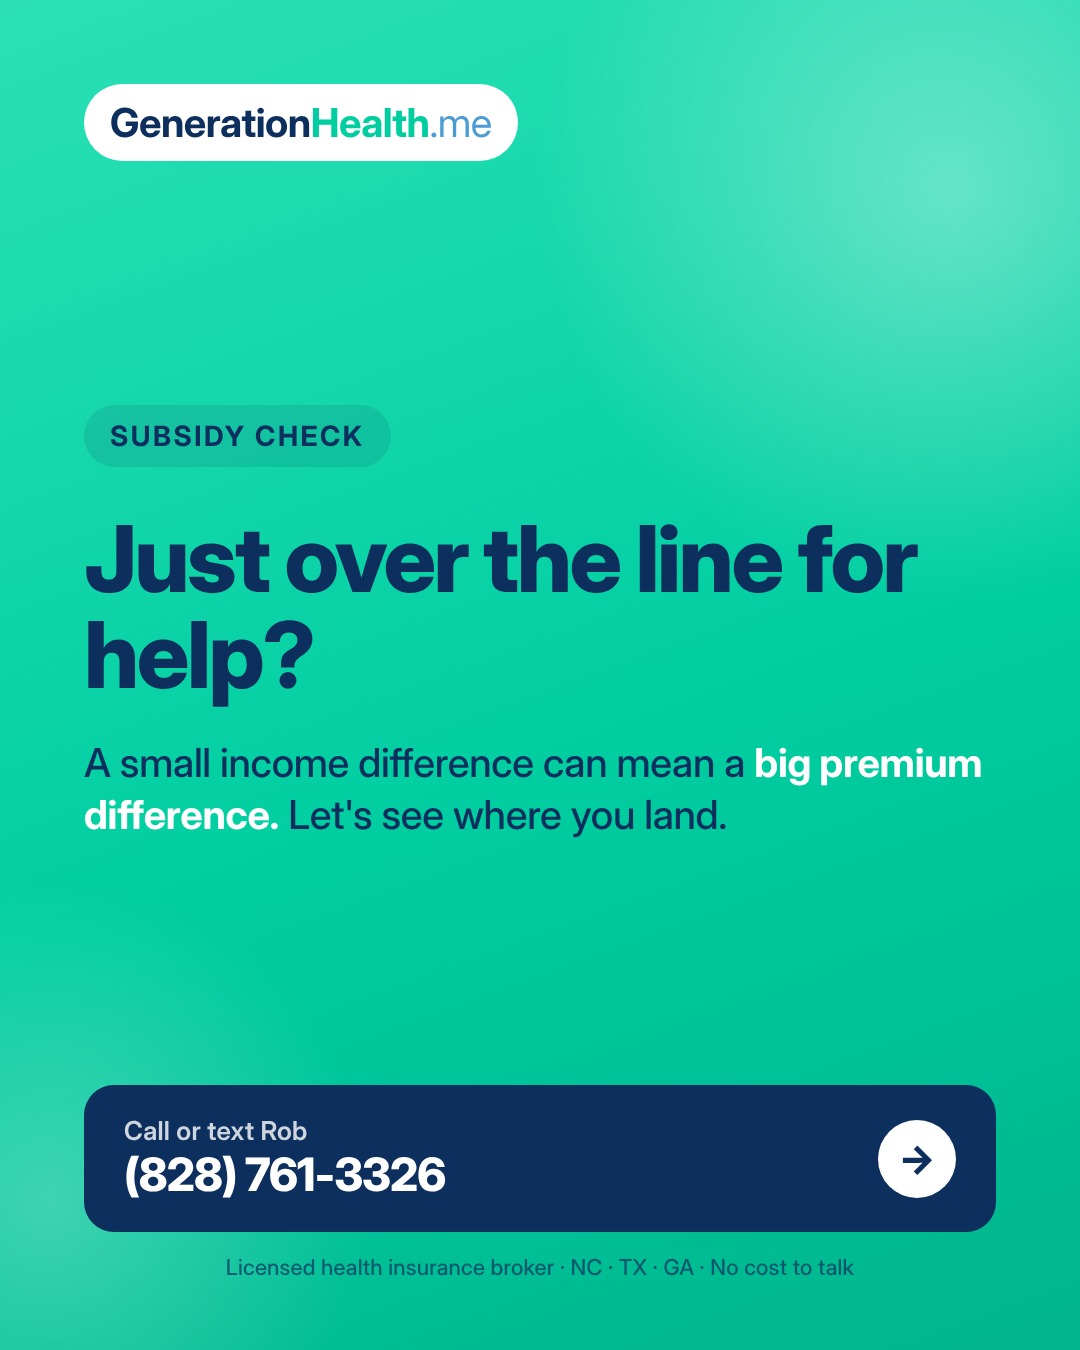 GenerationHealth.me
SUBSIDY CHECK
Just over the line for
help?
A small income difference can mean a big premium
difference. Let's see where you land.
Call or text Rob
(828) 761-3326
Licensed health insurance broker · NC · TX · GA · No cost to talk